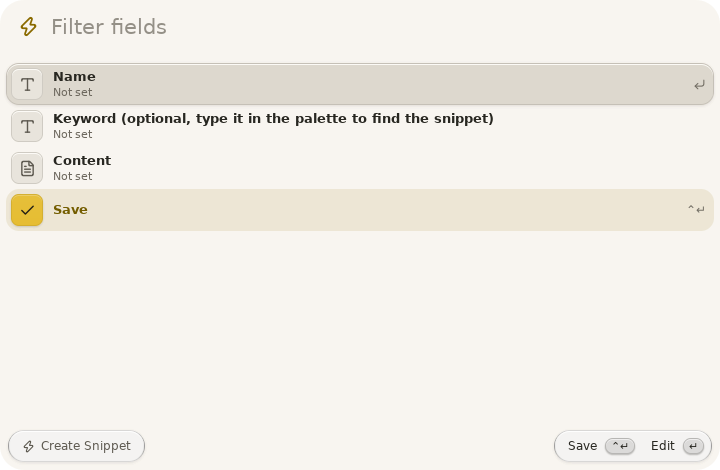 Filter fields
Name
Not set
Keyword (optional, type it in the palette to find the snippet)
Not set
Content
Not set
Save ⌃↵
Create Snippet
Save ⌃↵ Edit ↵